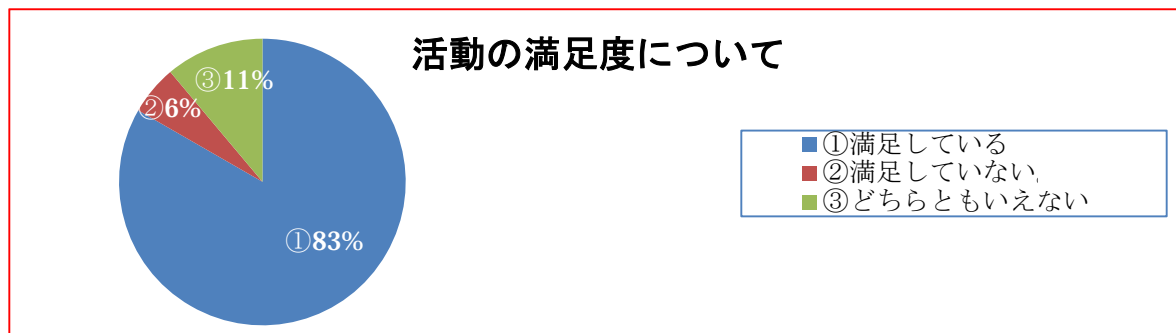 活動の満足度について
③11%
②6%
①83%
①満足している
②満足していない
③どちらともいえない